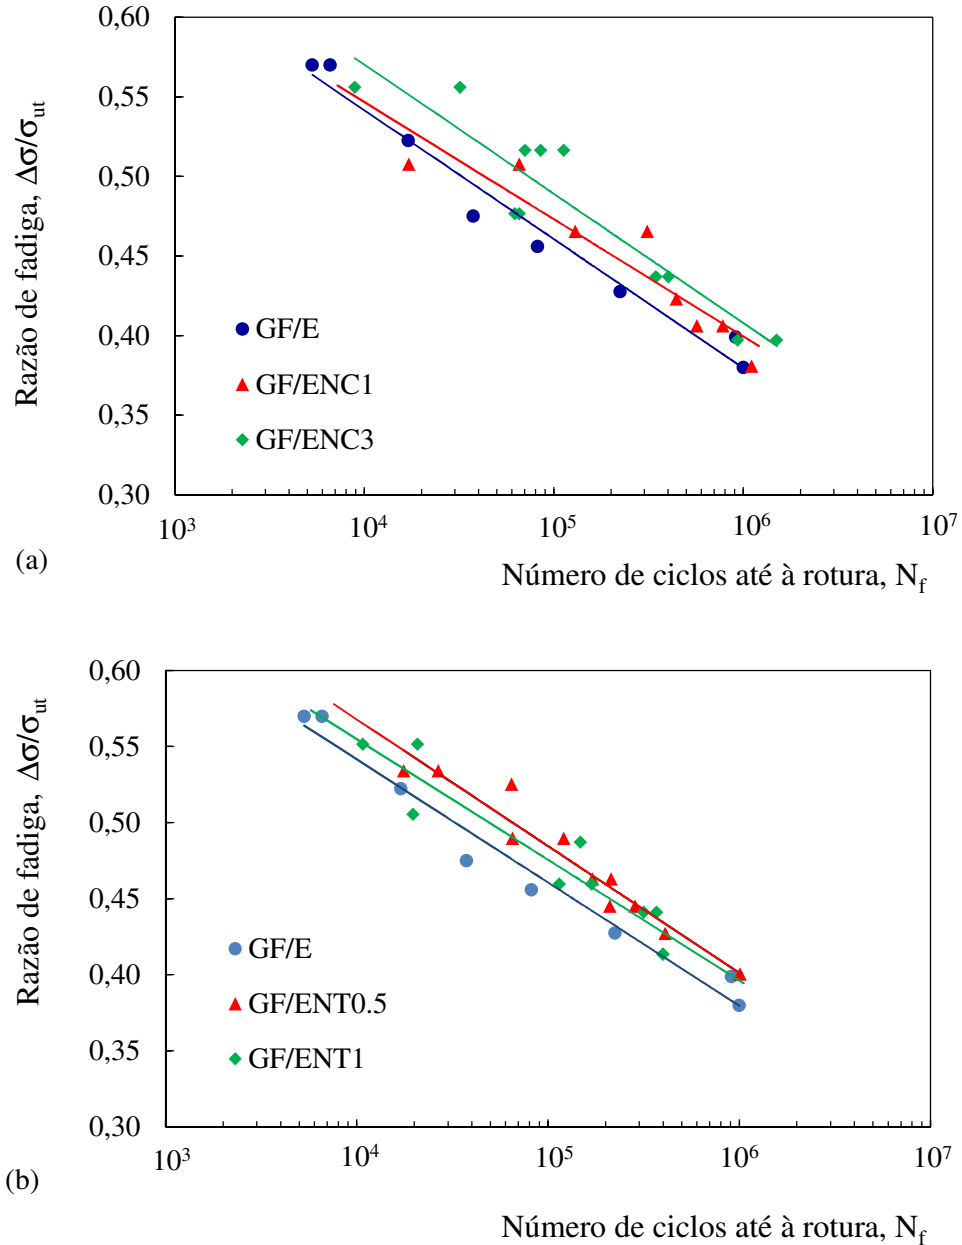 0,60
0,55
0,50
0,45
0,40
0,35
0,30
Razão de fadiga, Δσ/σut
GF/E
GF/ENC1
GF/ENC3
10³ 10⁴ 10⁵ 10⁶ 10⁷
(a)
Número de ciclos até à rotura, Nf
0,60
0,55
0,50
0,45
0,40
0,35
0,30
Razão de fadiga, Δσ/σut
GF/E
GF/ENT0.5
GF/ENT1
10³ 10⁴ 10⁵ 10⁶ 10⁷
(b)
Número de ciclos até à rotura, Nf